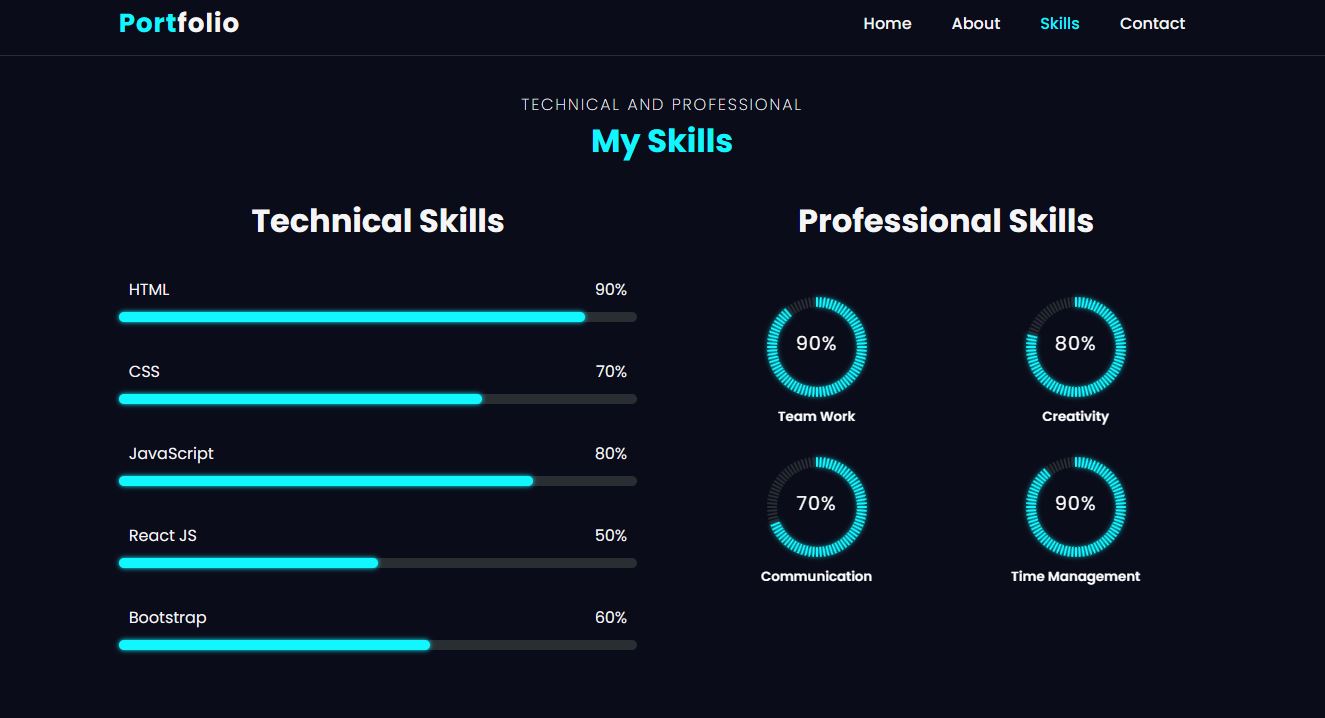 Portfolio
Home About Skills Contact
TECHNICAL AND PROFESSIONAL
My Skills
Technical Skills
HTML 90%
CSS 70%
JavaScript 80%
React JS 50%
Bootstrap 60%
Professional Skills
90% 80%
Team Work Creativity
70% 90%
Communication Time Management